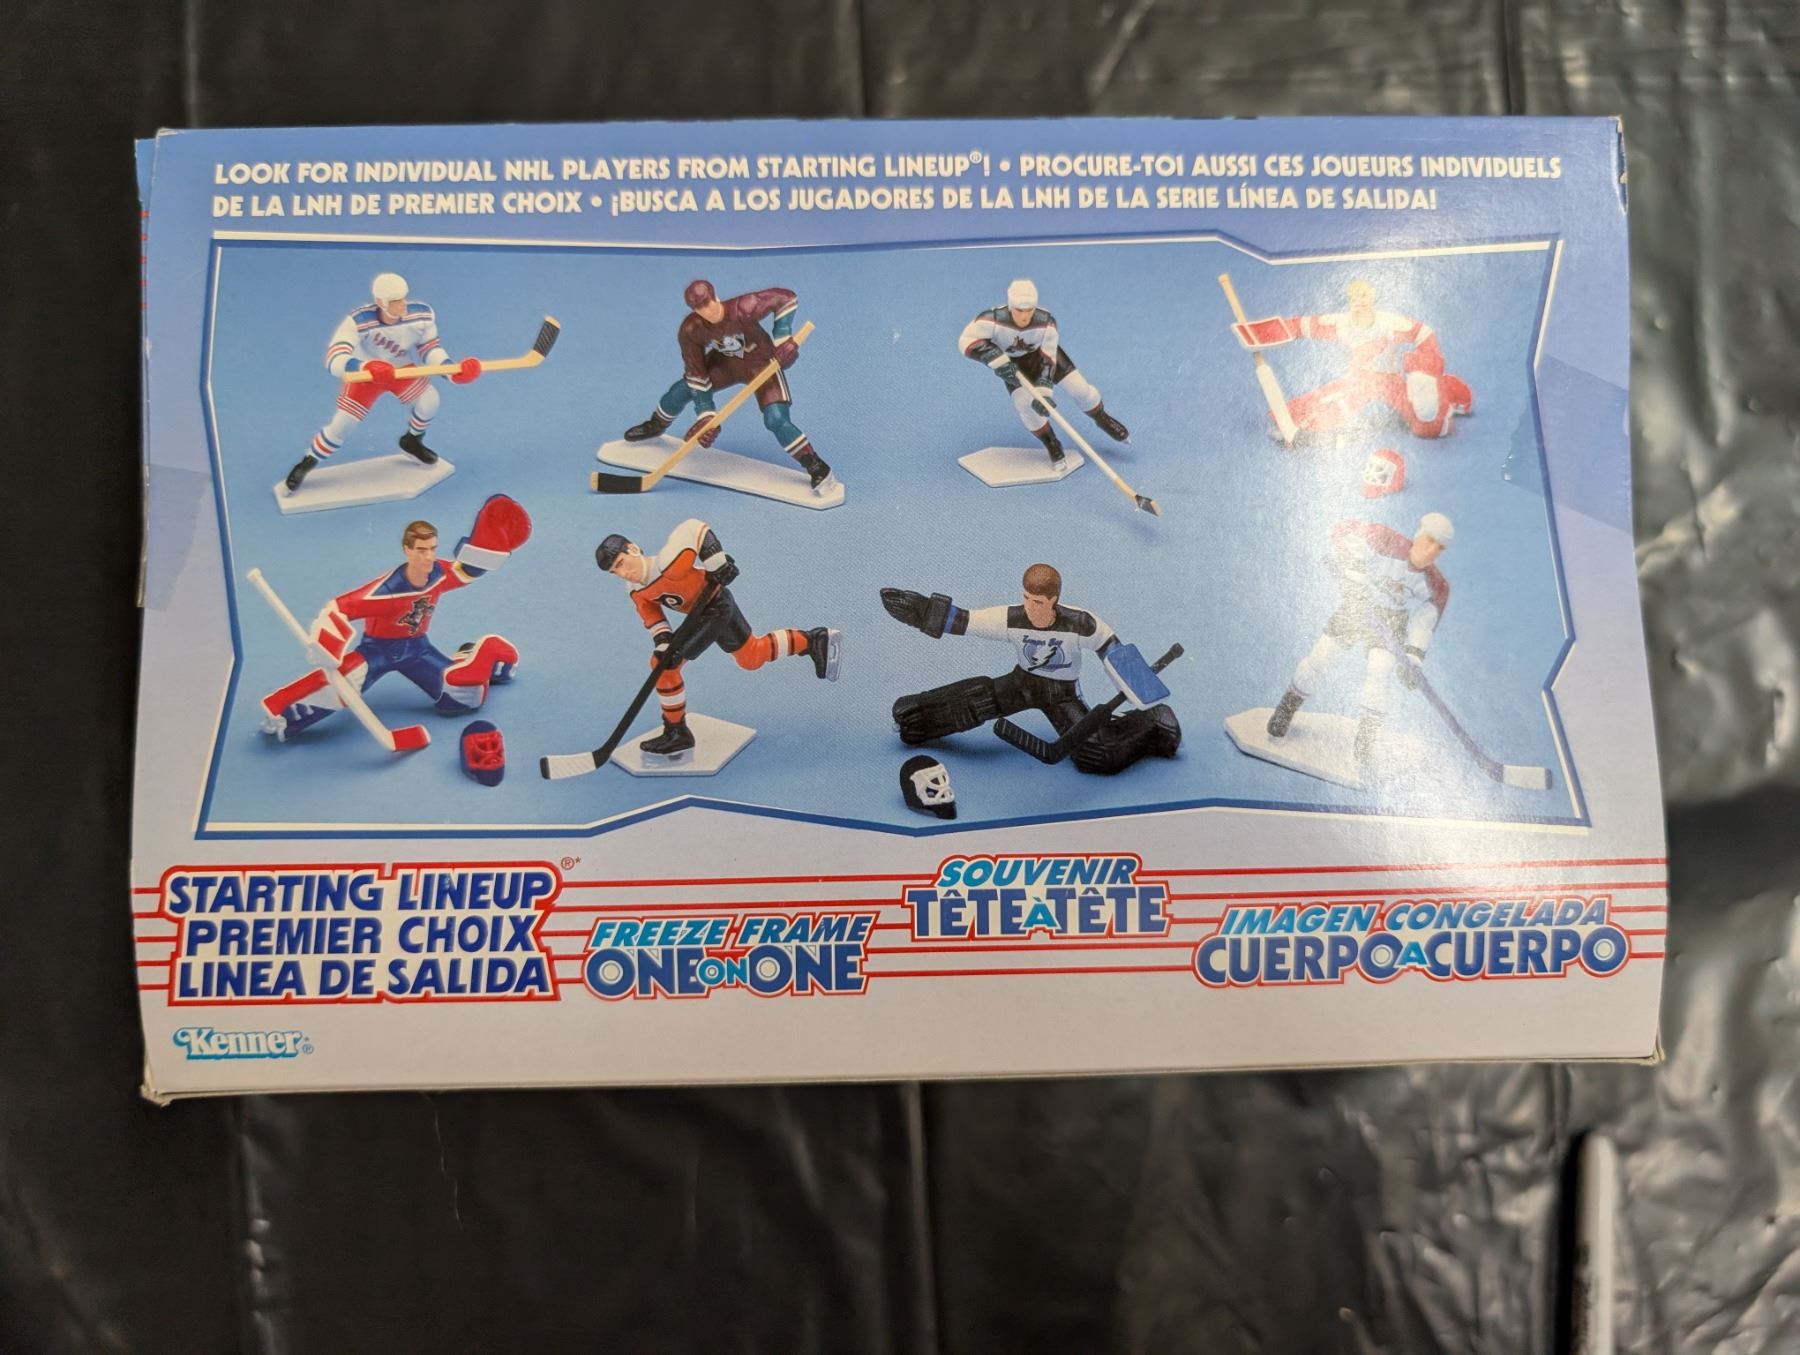 LOOK FOR INDIVIDUAL NHL PLAYERS FROM STARTING LINEUP®! • PROCURE-TOI AUSSI CES JOUEURS INDIVIDUELS
DE LA LNH DE PREMIER CHOIX • ¡BUSCA A LOS JUGADORES DE LA LNH DE LA SERIE LÍNEA DE SALIDA!
Tampa Bay
STARTING LINEUP®*
PREMIER CHOIX
LINEA DE SALIDA
FREEZE FRAME
ONE ON ONE
SOUVENIR
TÊTE À TÊTE
IMAGEN CONGELADA
CUERPO A CUERPO
Kenner®